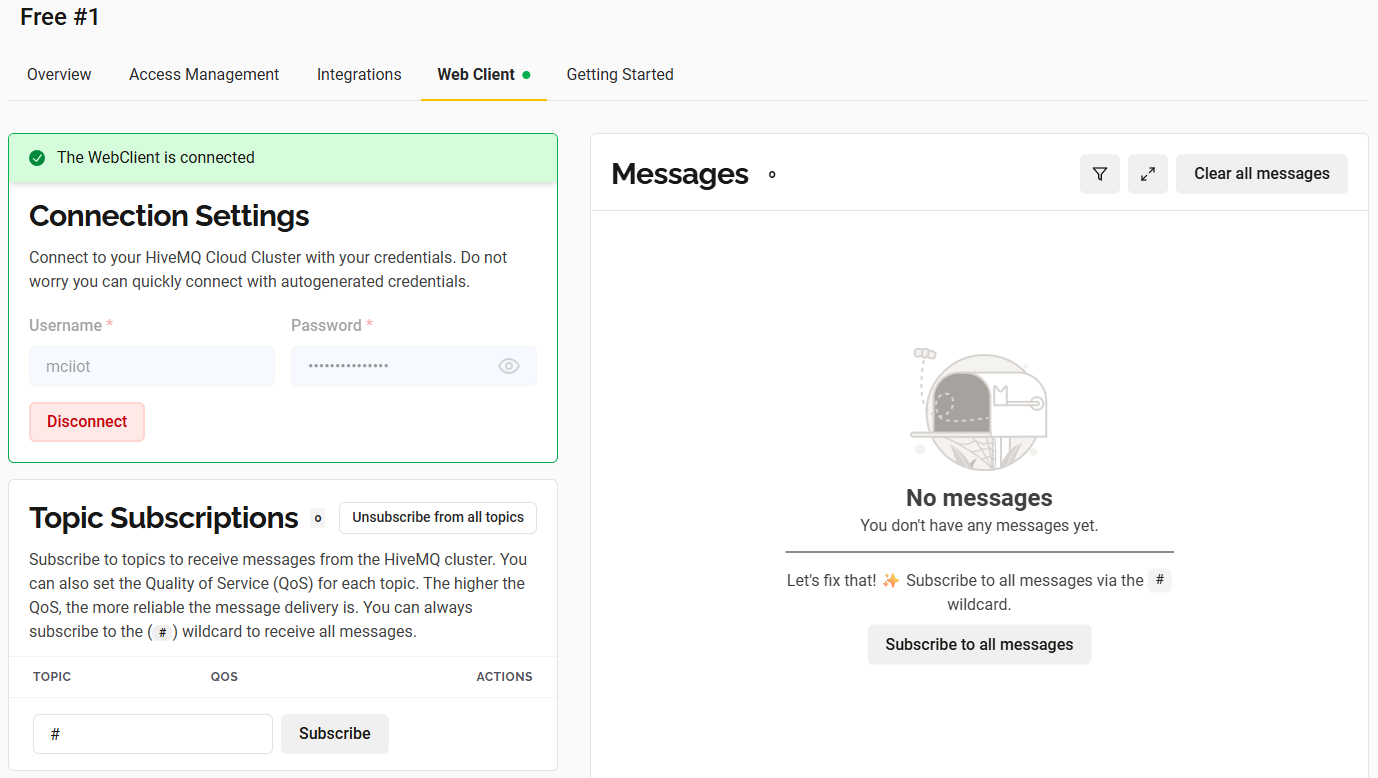 Free #1
Overview Access Management Integrations Web Client Getting Started
The WebClient is connected
Connection Settings
Connect to your HiveMQ Cloud Cluster with your credentials. Do not
worry you can quickly connect with autogenerated credentials.
Username * Password *
mciiot •••••••••••••••
Disconnect
Topic Subscriptions 0 Unsubscribe from all topics
Subscribe to topics to receive messages from the HiveMQ cluster. You
can also set the Quality of Service (QoS) for each topic. The higher the
QoS, the more reliable the message delivery is. You can always
subscribe to the ( # ) wildcard to receive all messages.
TOPIC QOS ACTIONS
# Subscribe
Messages 0 Clear all messages
No messages
You don't have any messages yet.
Let's fix that! ✨ Subscribe to all messages via the #
wildcard.
Subscribe to all messages